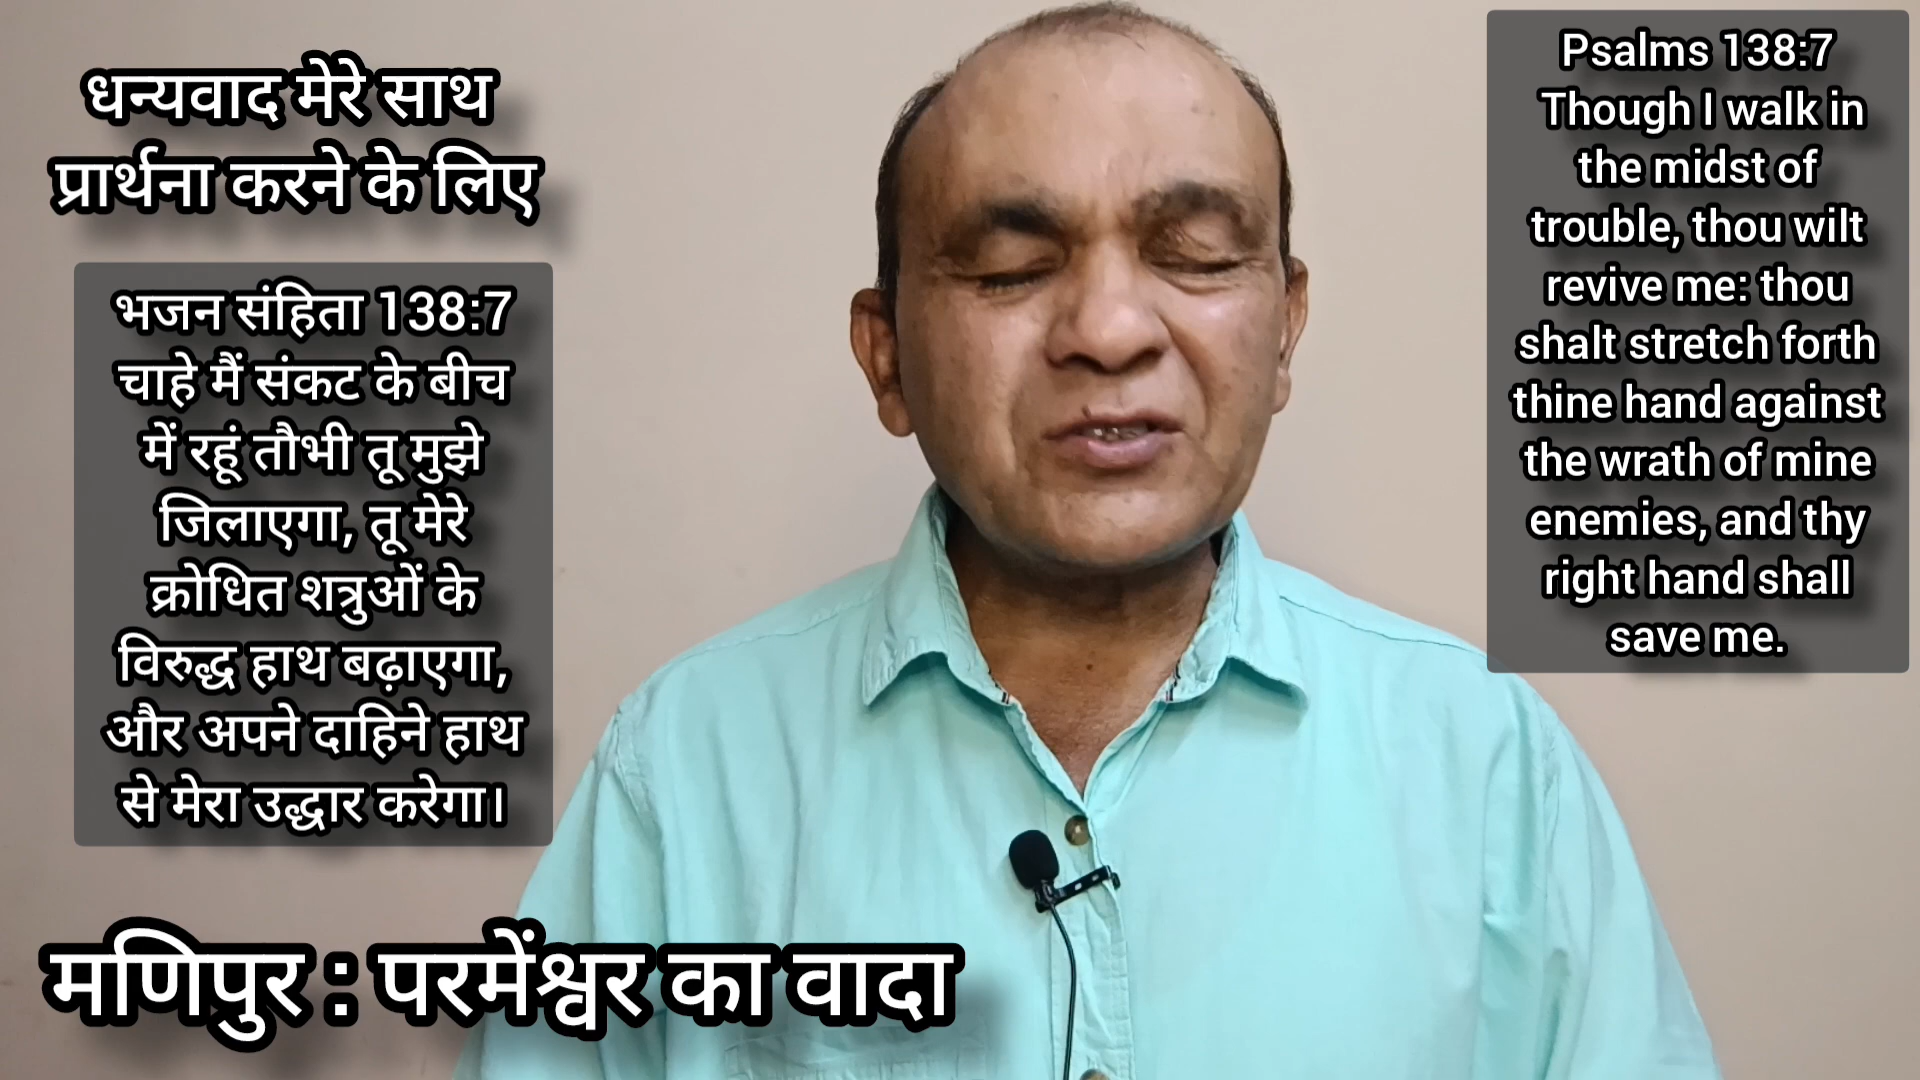 धन्यवाद मेरे साथ
प्रार्थना करने के लिए
भजन संहिता 138:7
चाहे मैं संकट के बीच
में रहूं तौभी तू मुझे
जिलाएगा, तू मेरे
क्रोधित शत्रुओं के
विरुद्ध हाथ बढ़ाएगा,
और अपने दाहिने हाथ
से मेरा उद्धार करेगा।
मणिपुर : परमेंश्वर का वादा
Psalms 138:7
Though I walk in
the midst of
trouble, thou wilt
revive me: thou
shalt stretch forth
thine hand against
the wrath of mine
enemies, and thy
right hand shall
save me.